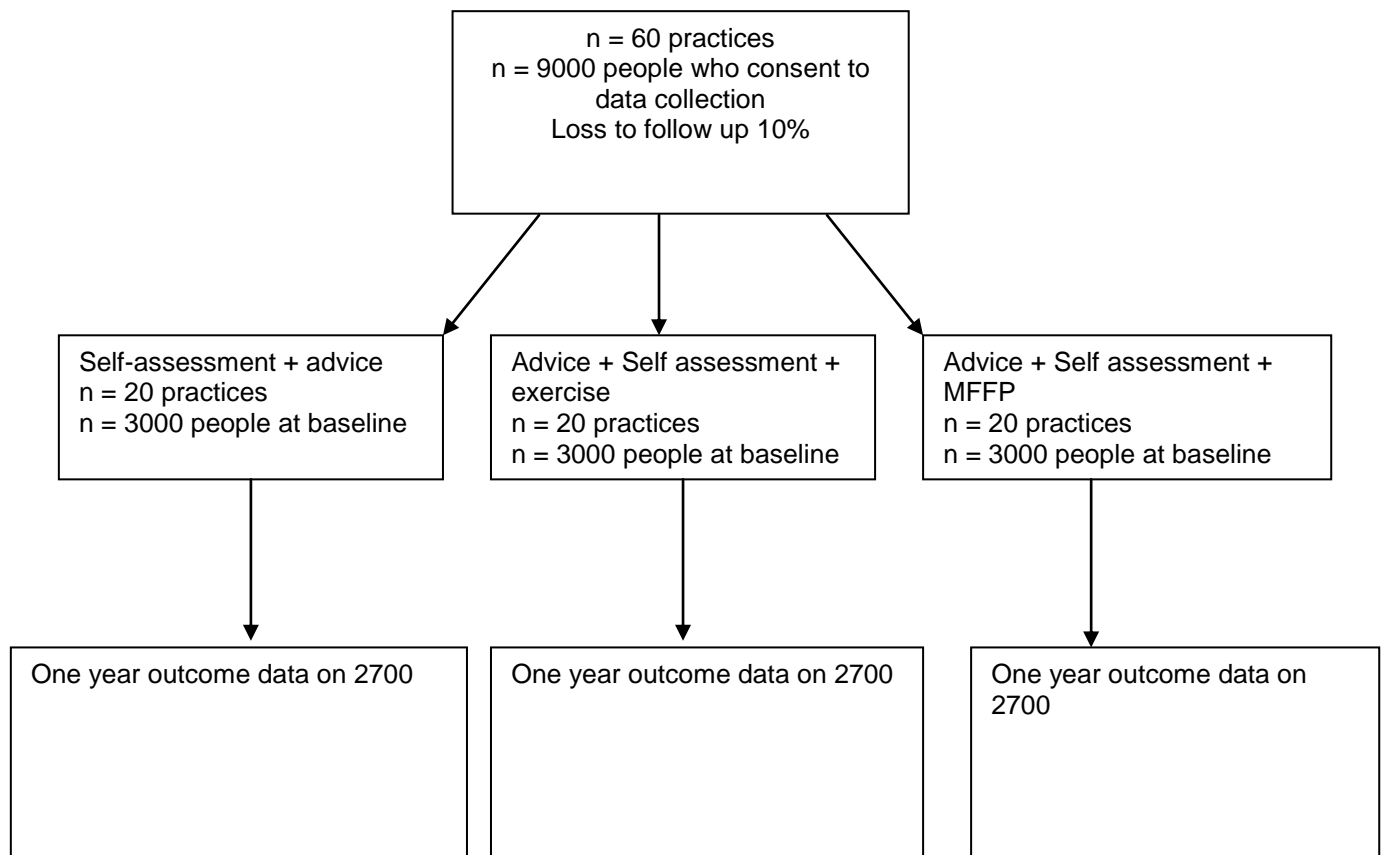 n = 60 practices
n = 9000 people who consent to
data collection
Loss to follow up 10%
Self-assessment + advice
n = 20 practices
n = 3000 people at baseline
Advice + Self assessment +
exercise
n = 20 practices
n = 3000 people at baseline
Advice + Self assessment +
MFFP
n = 20 practices
n = 3000 people at baseline
One year outcome data on 2700
One year outcome data on 2700
One year outcome data on
2700